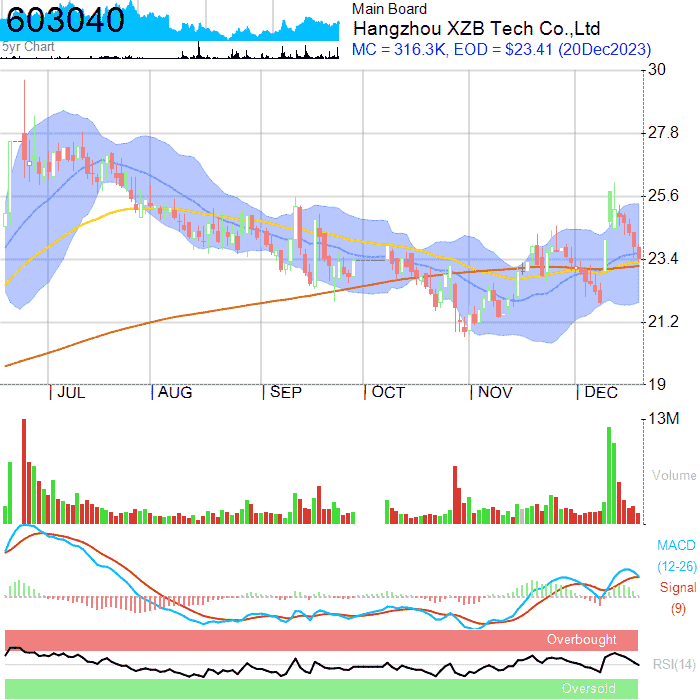 603040
5yr Chart
Main Board
Hangzhou XZB Tech Co.,Ltd
MC = 316.3K, EOD = $23.41 (20Dec2023)
30
27.8
25.6
23.4
21.2
19
JUL AUG SEP OCT NOV DEC
13M
Volume
MACD
(12-26)
Signal
(9)
Overbought
RSI(14)
Oversold